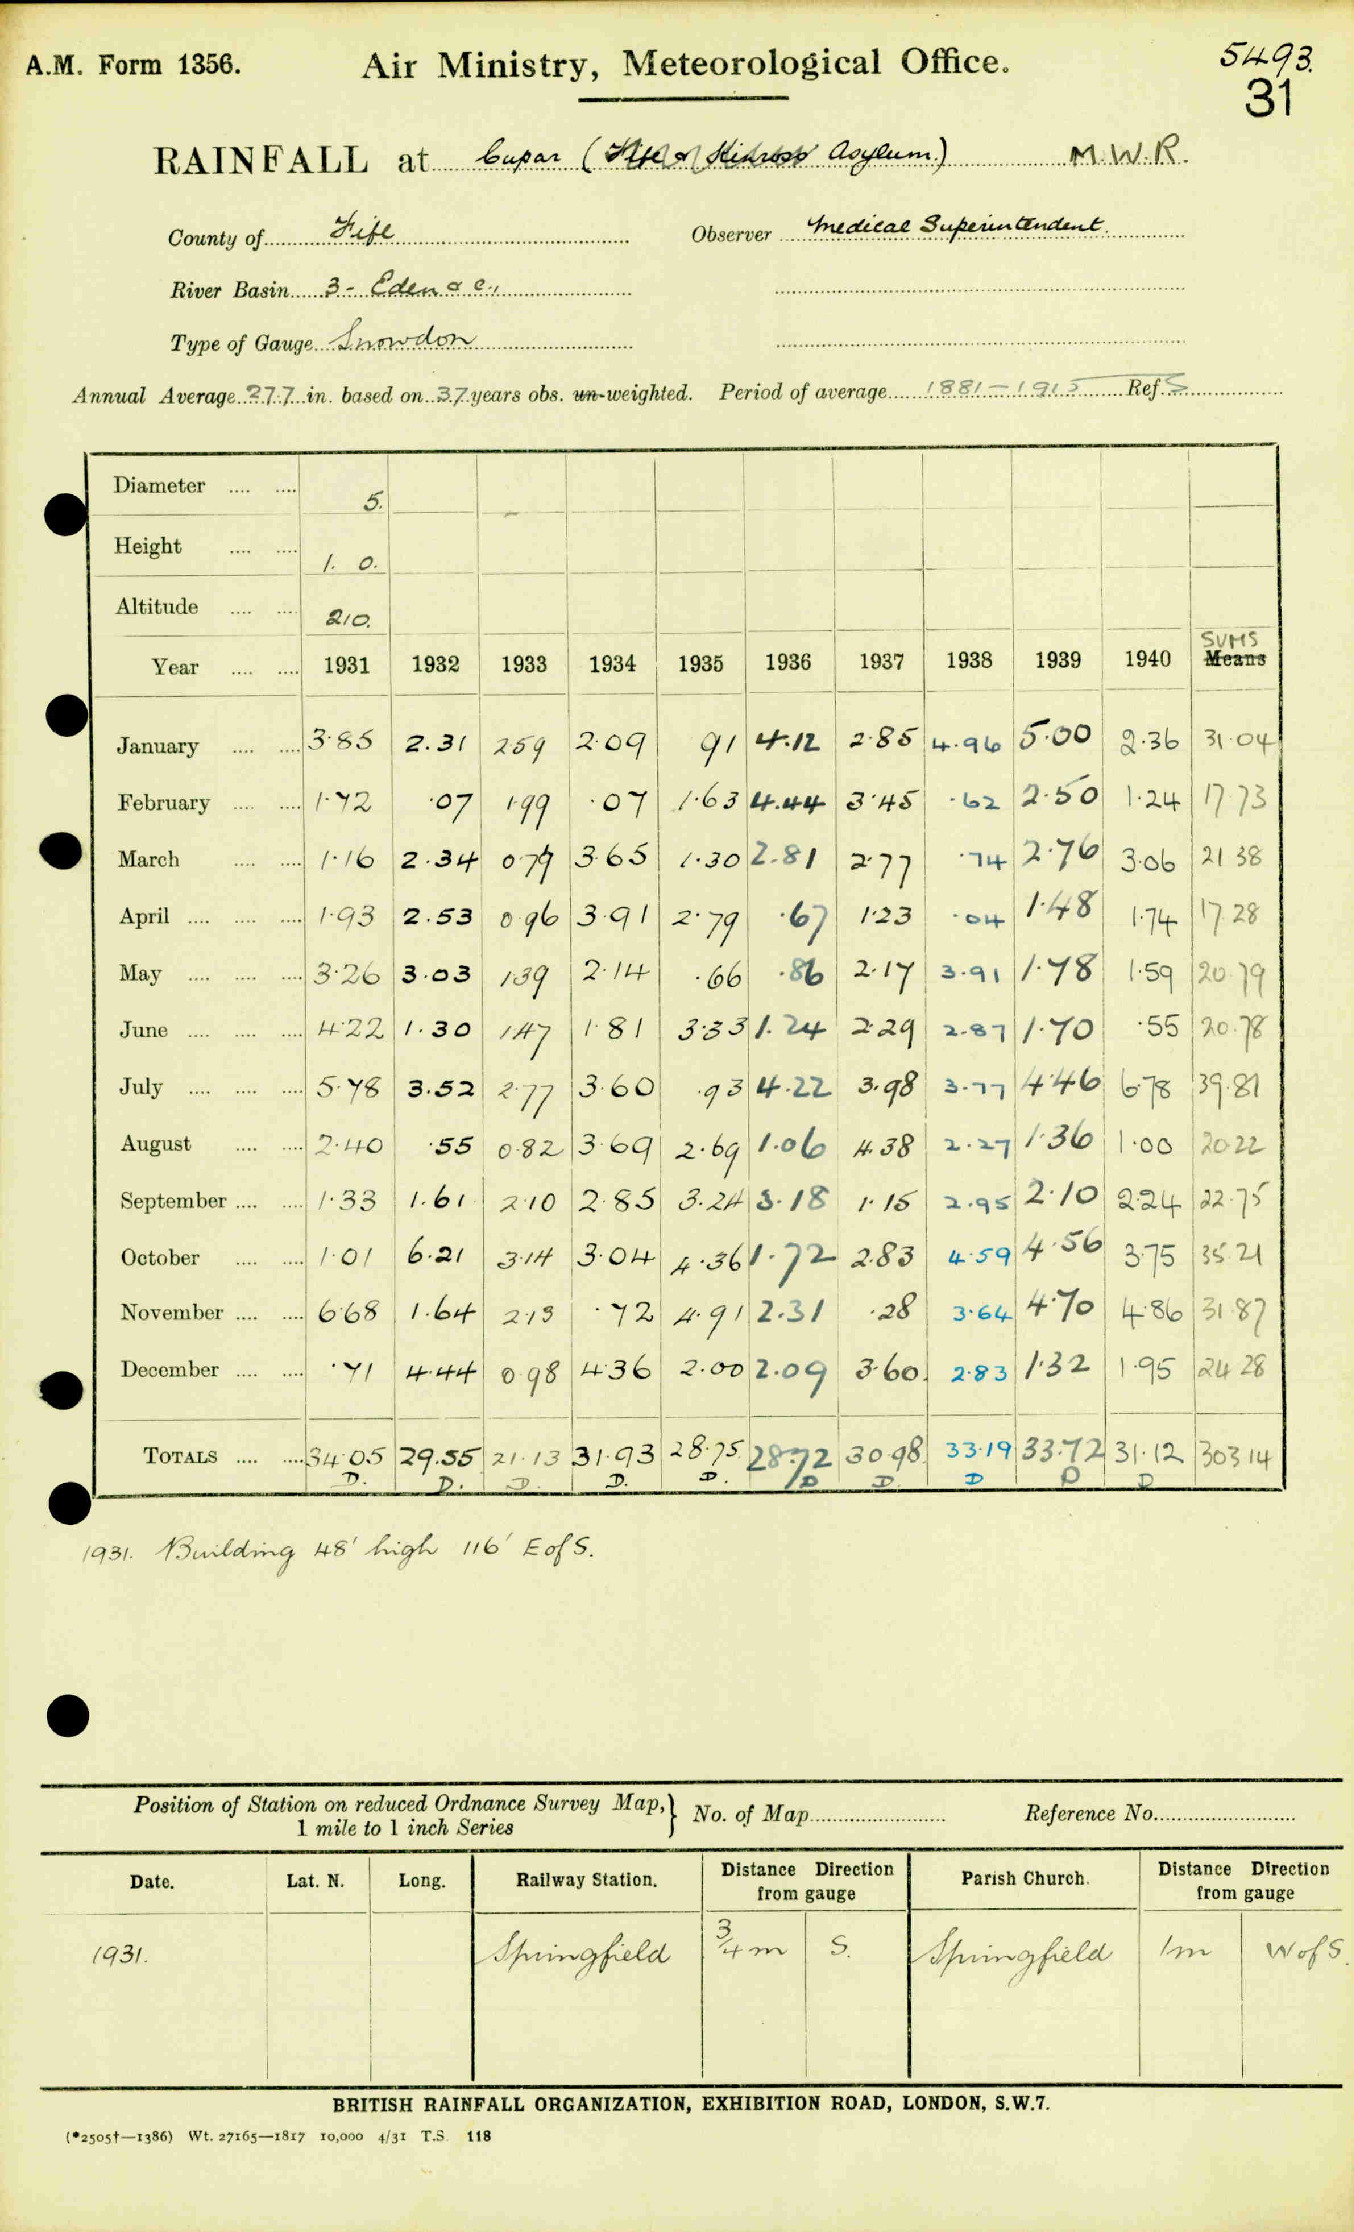 A.M. Form 1356.
Air Ministry, Meteorological Office.
5493.
31
RAINFALL at Cupar (Fife & Kinross Asylum.) M.W.R.
County of Fife Observer Medical Superintendent.
River Basin 3 - Eden &c.,
Type of Gauge Snowdon
Annual Average 27.7 in. based on 37 years obs. un-weighted. Period of average 1881-1915 Ref. S
Diameter 5.
Height 1. 0.
Altitude 210.
SUMS
Year 1931 1932 1933 1934 1935 1936 1937 1938 1939 1940 Means
January 3.85 2.31 2.59 2.09 91 4.12 2.85 4.96 5.00 2.36 31.04
February 1.72 .07 1.99 .07 1.63 4.44 3.45 .62 2.50 1.24 17.73
March 1.16 2.34 0.79 3.65 1.30 2.81 2.77 .74 2.76 3.06 21 38
April 1.93 2.53 0.96 3.91 2.79 .67 1.23 .04 1.48 1.74 17.28
May 3.26 3.03 1.39 2.14 .66 .86 2.17 3.91 1.78 1.59 20.79
June 4.22 1.30 1.47 1.81 3.33 1.24 2.29 2.87 1.70 .55 20.78
July 5.78 3.52 2.77 3.60 .93 4.22 3.98 3.77 4.46 6.78 39.81
August 2.40 .55 0.82 3.69 2.69 1.06 4.38 2.27 1.36 1.00 20.22
September 1.33 1.61 2.10 2.85 3.24 3.18 1.15 2.95 2.10 2.24 22.75
October 1.01 6.21 3.14 3.04 4.36 1.72 2.83 4.59 4.56 3.75 35.21
November 6.68 1.64 2.13 .72 4.91 2.31 .28 3.64 4.70 4.86 31.87
December .71 4.44 0.98 4.36 2.00 2.09 3.60. 2.83 1.32 1.95 24 28
TOTALS 34.05 29.55 21.13 31.93 28.75 28.72 30.98 33.19 33.72 31.12 303.14
D. D. D. D. D. D D. D D D
1931. Building 48' high 116' E of S.
Position of Station on reduced Ordnance Survey Map,
1 mile to 1 inch Series
No. of Map
Reference No.
Date. Lat. N. Long. Railway Station. Distance Direction from gauge Parish Church. Distance Direction from gauge
1931. Springfield 3/4 m S. Springfield 1m W of S.
BRITISH RAINFALL ORGANIZATION, EXHIBITION ROAD, LONDON, S.W.7.
(*2505†—1386) Wt. 27165—1817 10,000 4/31 T.S. 118